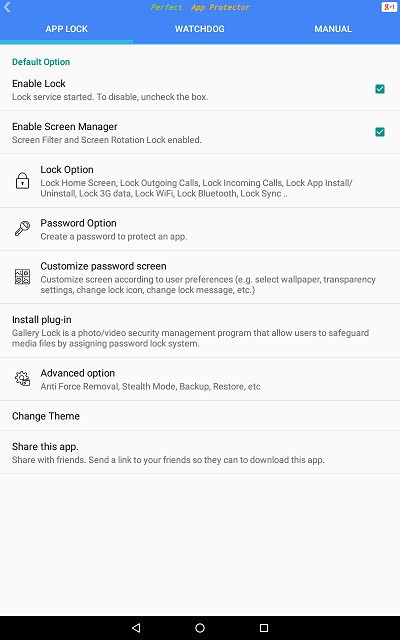 Perfect App Protector
g+1
APP LOCK
WATCHDOG
MANUAL
Default Option
Enable Lock
Lock service started. To disable, uncheck the box.
Enable Screen Manager
Screen Filter and Screen Rotation Lock enabled.
Lock Option
Lock Home Screen, Lock Outgoing Calls, Lock Incoming Calls, Lock App Install/
Uninstall, Lock 3G data, Lock WiFi, Lock Bluetooth, Lock Sync ..
Password Option
Create a password to protect an app.
Customize password screen
Customize screen according to user preferences (e.g. select wallpaper, transparency
settings, change lock icon, change lock message, etc.)
Install plug-in
Gallery Lock is a photo/video security management program that allow users to safeguard
media files by assigning password lock system.
Advanced option
Anti Force Removal, Stealth Mode, Backup, Restore, etc
Change Theme
Share this app.
Share with friends. Send a link to your friends so they can to download this app.